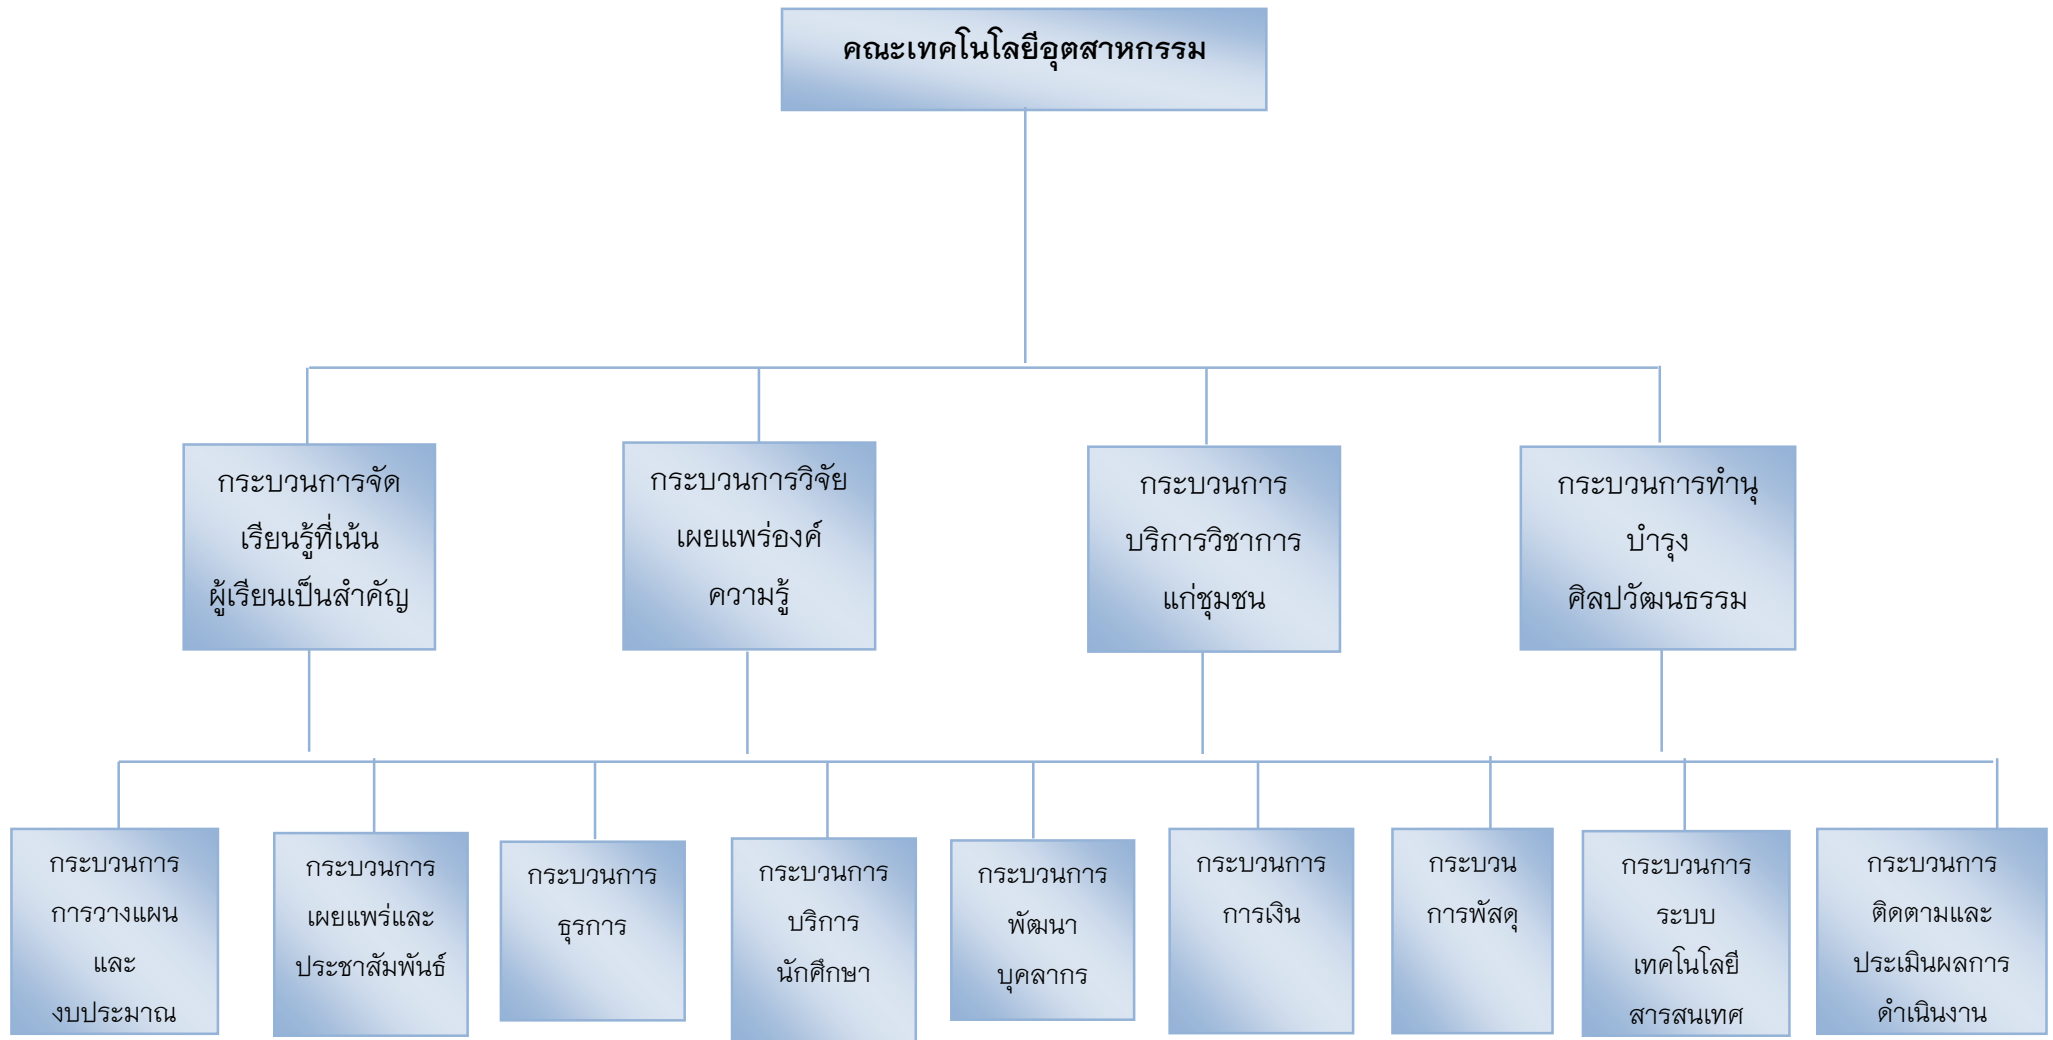 คณะเทคโนโลยีอุตสาหกรรม
กระบวนการจัด
เรียนรู้ที่เน้น
ผู้เรียนเป็นสำคัญ
กระบวนการวิจัย
เผยแพร่องค์
ความรู้
กระบวนการ
บริการวิชาการ
แก่ชุมชน
กระบวนการทำนุ
บำรุง
ศิลปวัฒนธรรม
กระบวนการ
การวางแผน
และ
งบประมาณ
กระบวนการ
เผยแพร่และ
ประชาสัมพันธ์
กระบวนการ
ธุรการ
กระบวนการ
บริการ
นักศึกษา
กระบวนการ
พัฒนา
บุคลากร
กระบวนการ
การเงิน
กระบวน
การพัสดุ
กระบวนการ
ระบบ
เทคโนโลยี
สารสนเทศ
กระบวนการ
ติดตามและ
ประเมินผลการ
ดำเนินงาน